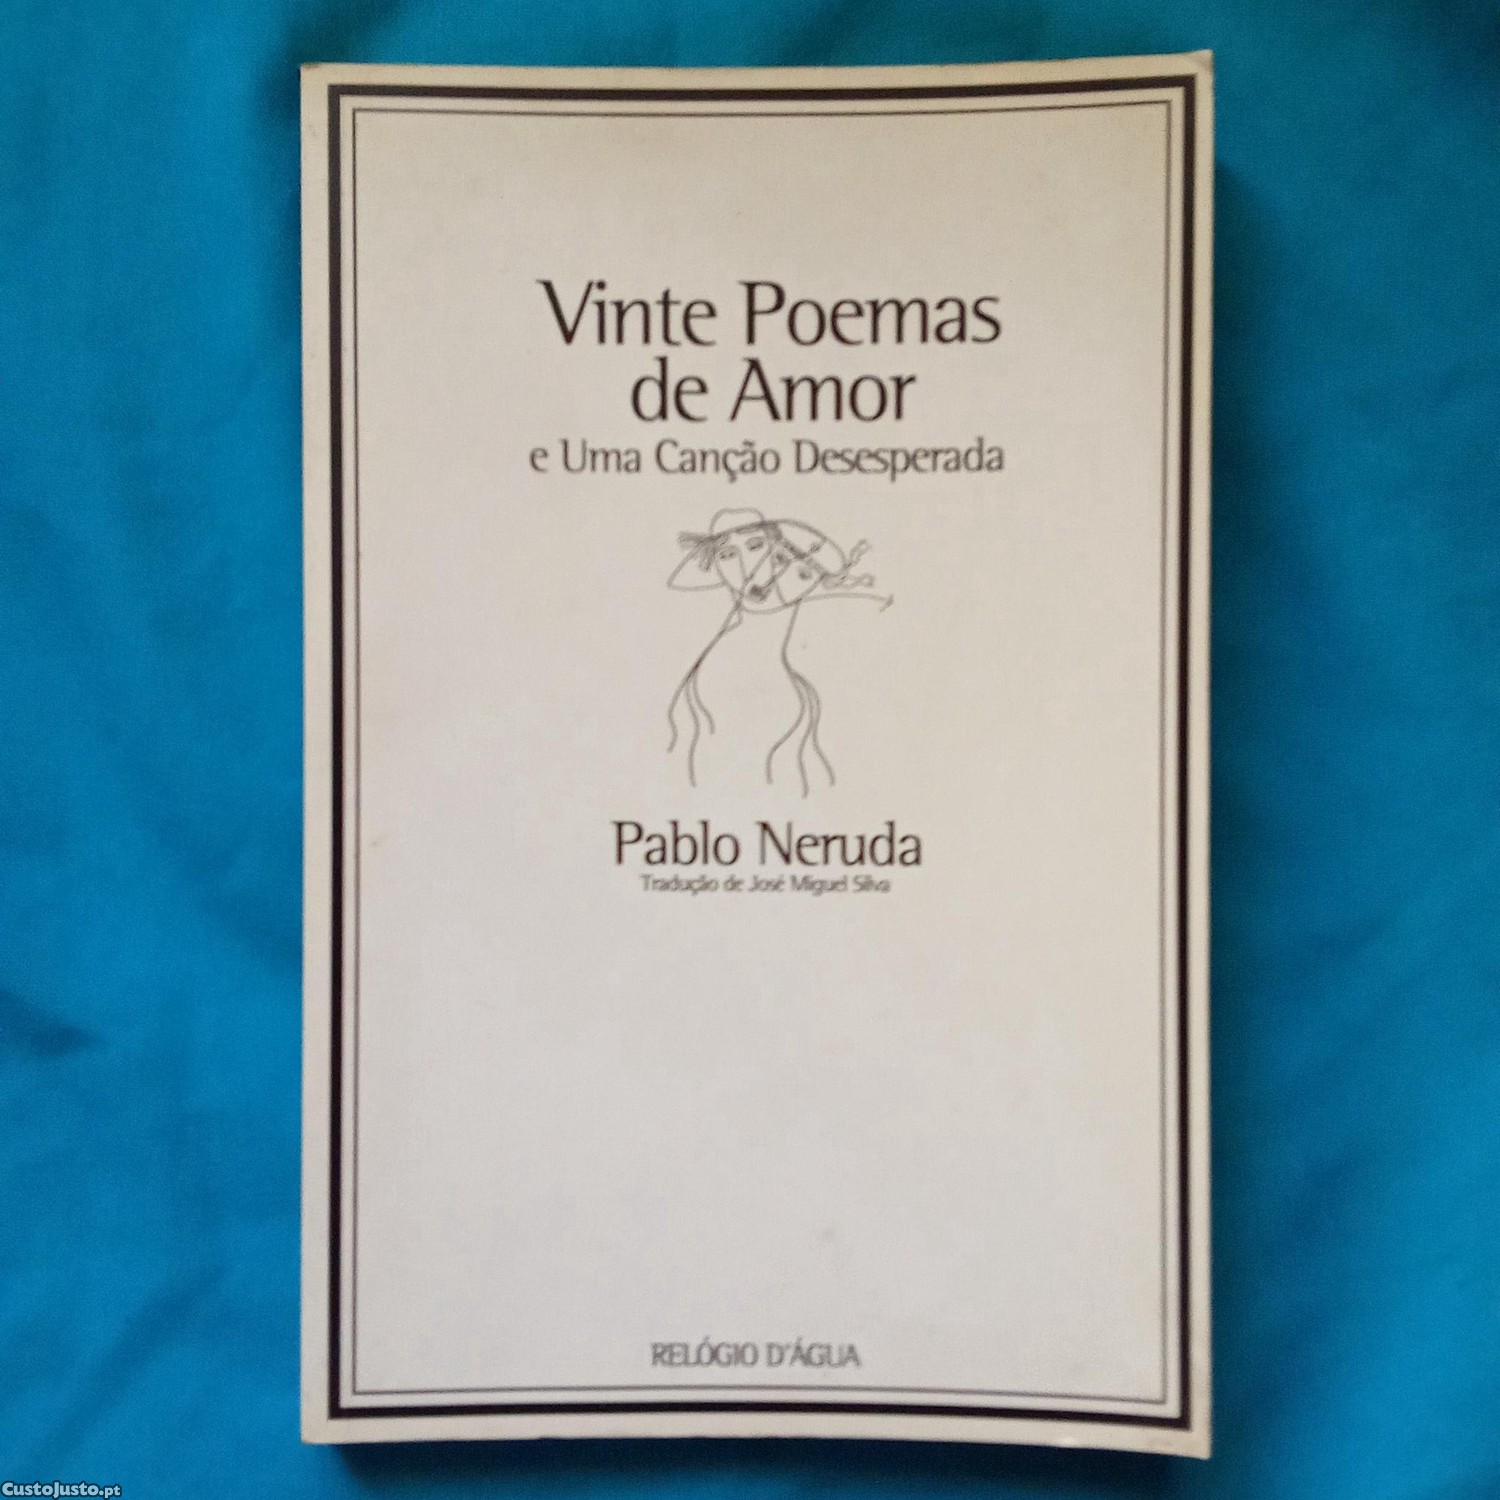 Vinte Poemas
de Amor
e Uma Canção Desesperada
Pablo Neruda
Tradução de José Miguel Silva
RELÓGIO D'ÁGUA
CustoJusto.pt